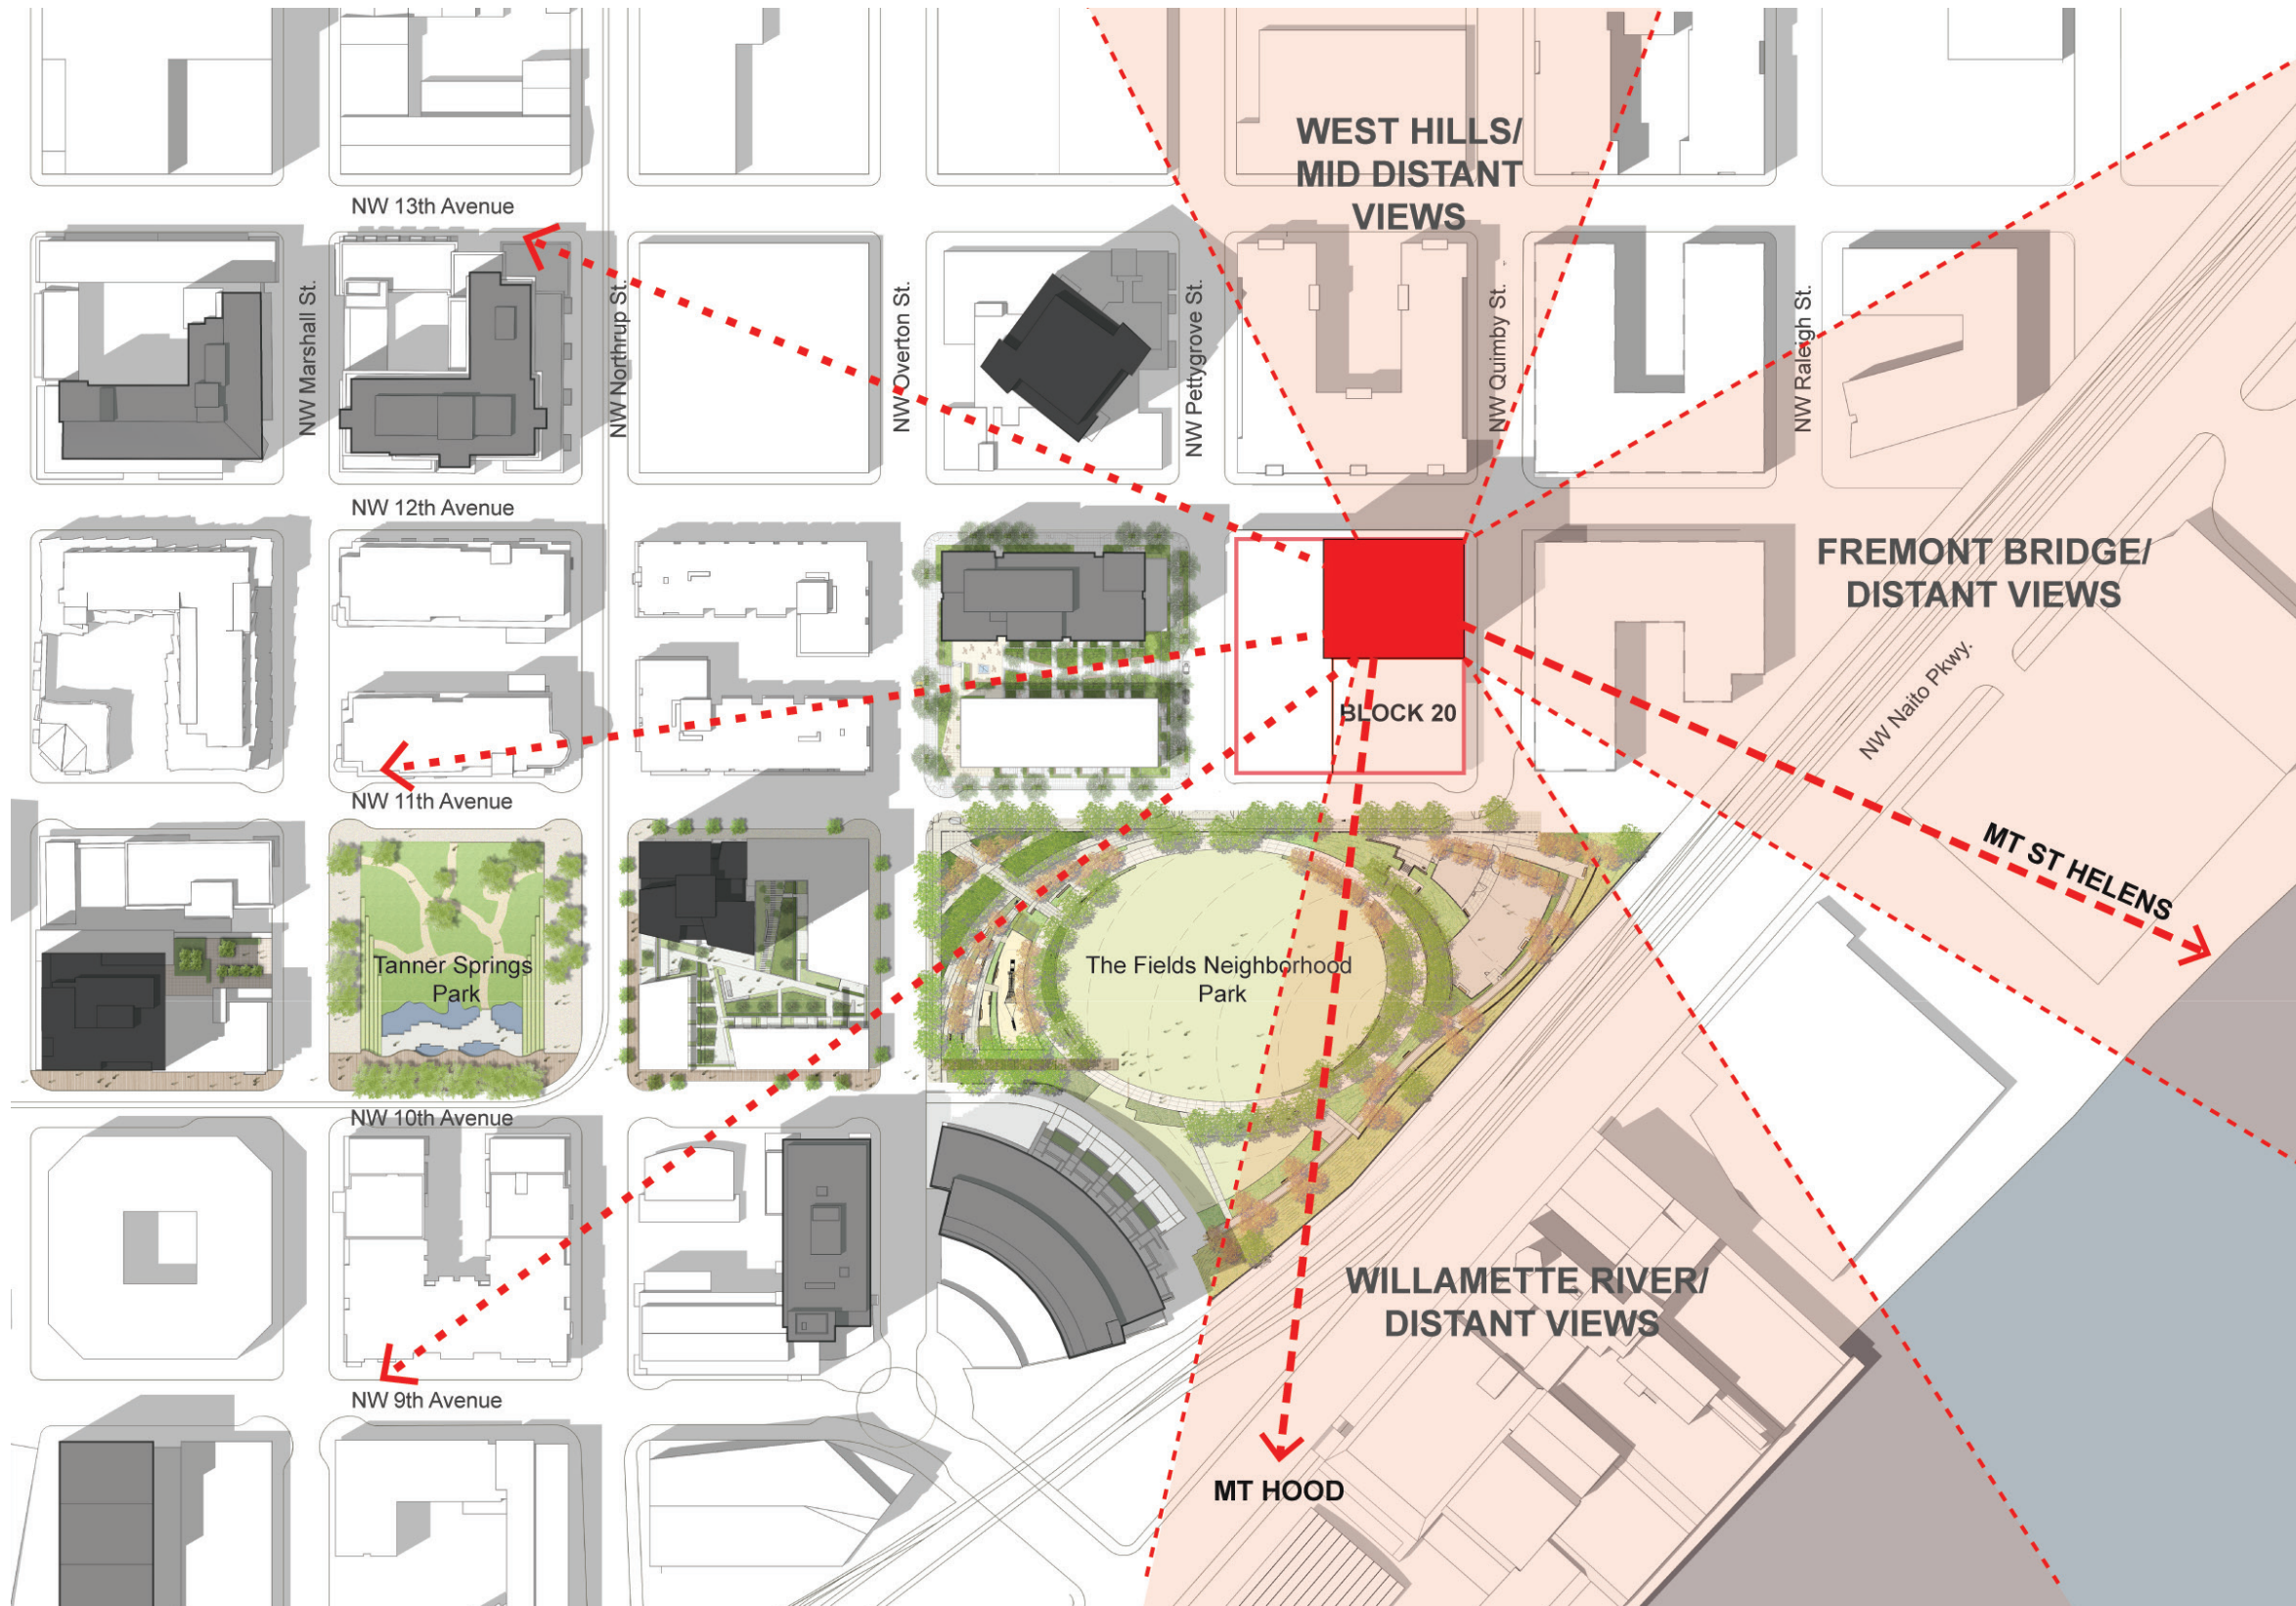 WEST HILLS/
MID DISTANT
VIEWS
NW 13th Avenue
NW Marshall St.
NW Northrup St.
NW Overton St.
NW Pettygrove St.
NW Quimby St.
NW Raleigh St.
NW 12th Avenue
FREMONT BRIDGE/
DISTANT VIEWS
NW Naito Pkwy.
BLOCK 20
NW 11th Avenue
MT ST HELENS
Tanner Springs
Park
The Fields Neighborhood
Park
NW 10th Avenue
WILLAMETTE RIVER/
DISTANT VIEWS
NW 9th Avenue
MT HOOD